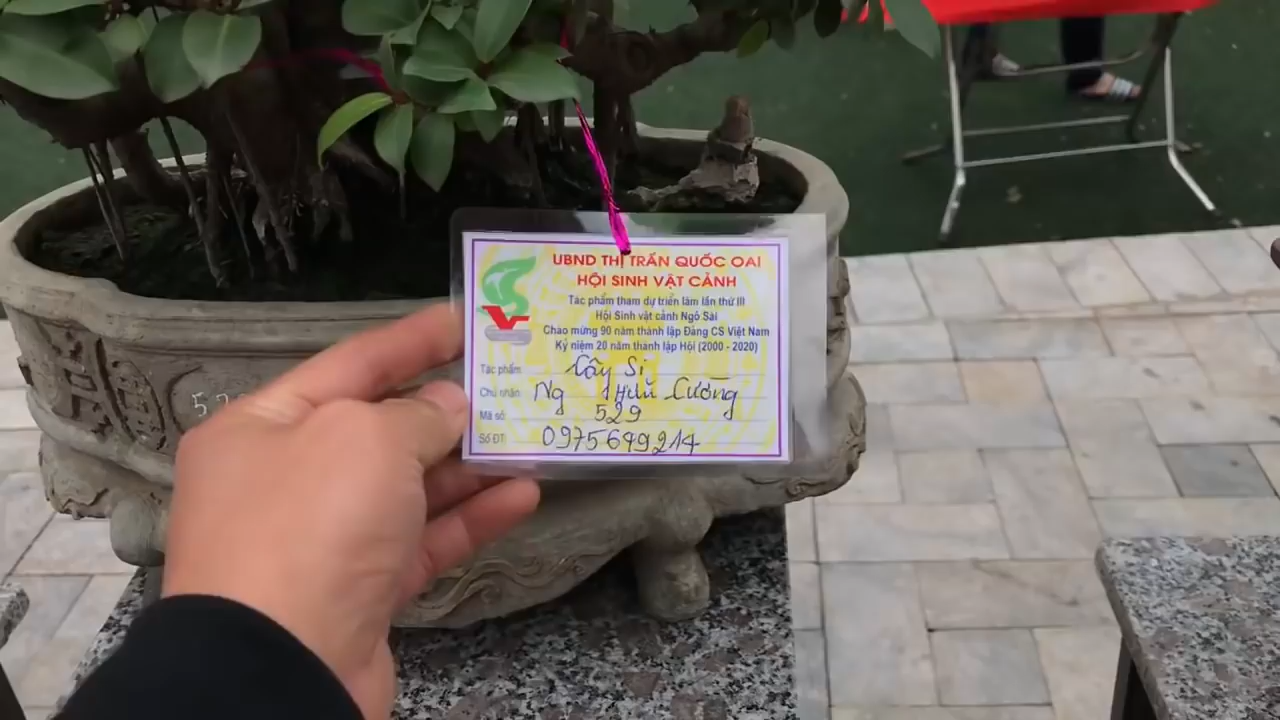 UBND THỊ TRẤN QUỐC OAI
HỘI SINH VẬT CẢNH
Tác phẩm tham dự triển lãm lần thứ III
Hội Sinh vật cảnh Ngô Sài
Chào mừng 90 năm thành lập Đảng CS Việt Nam
Kỷ niệm 20 năm thành lập Hội (2000 - 2020)
Tác phẩm: Cây Si
Chủ nhân: Ng Hữu Cường
Mã số: 529
Số ĐT: 0975699214